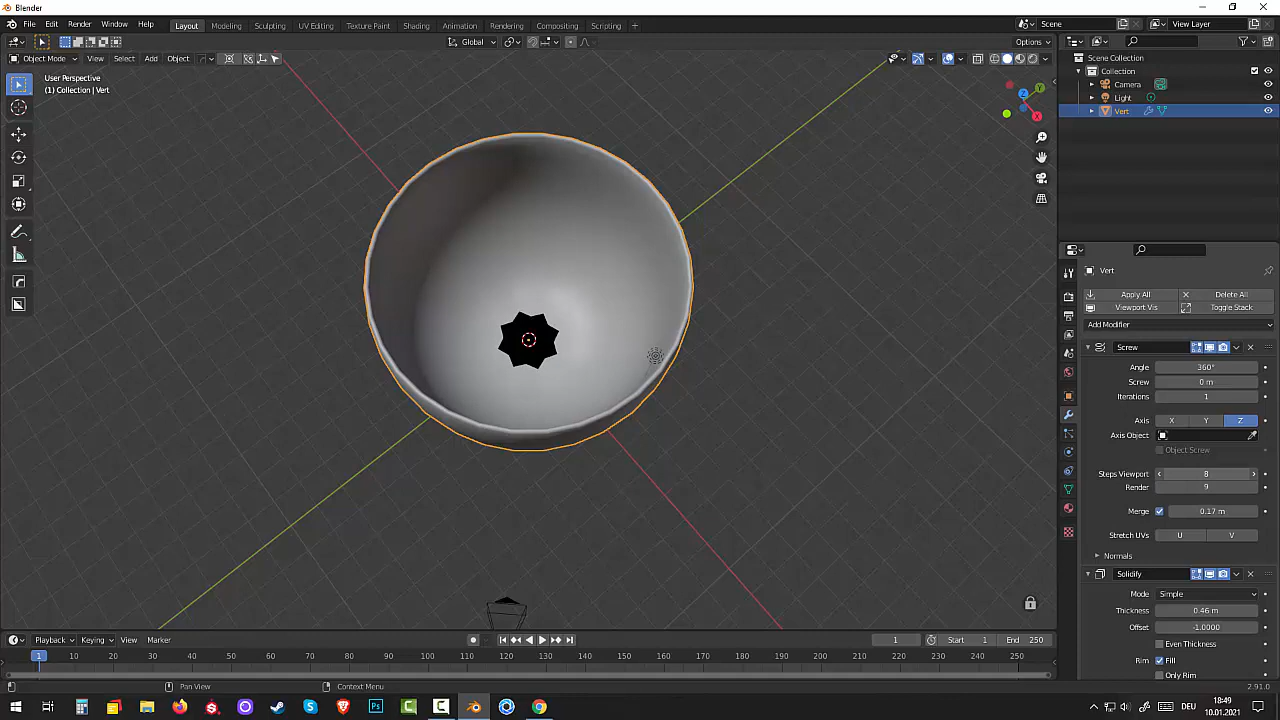 Blender
File Edit Render Window Help Layout Modeling Sculpting UV Editing Texture Paint Shading Animation Rendering Compositing Scripting + Scene View Layer
Global Options
Object Mode View Select Add Object
User Perspective
(1) Collection | Vert
Scene Collection
Collection
Camera
Light
Vert
Vert
Apply All Delete All
Viewport Vis Toggle Stack
Add Modifier
Screw
Angle 360°
Screw 0 m
Iterations 1
Axis X Y Z
Axis Object
Object Screw
Steps Viewport 8
Render 9
Merge 0.17 m
Stretch UVs U V
Normals
Solidify
Mode Simple
Thickness 0.46 m
Offset -1.0000
Even Thickness
Rim Fill
Only Rim
Playback Keying View Marker 1 Start 1 End 250
1 10 20 30 40 50 60 70 80 90 100 110 120 130 140 150 160 170 180 190 200 210 220 230 240 250
Pan View Context Menu 2.91.0
DEU 18:49
10.01.2021